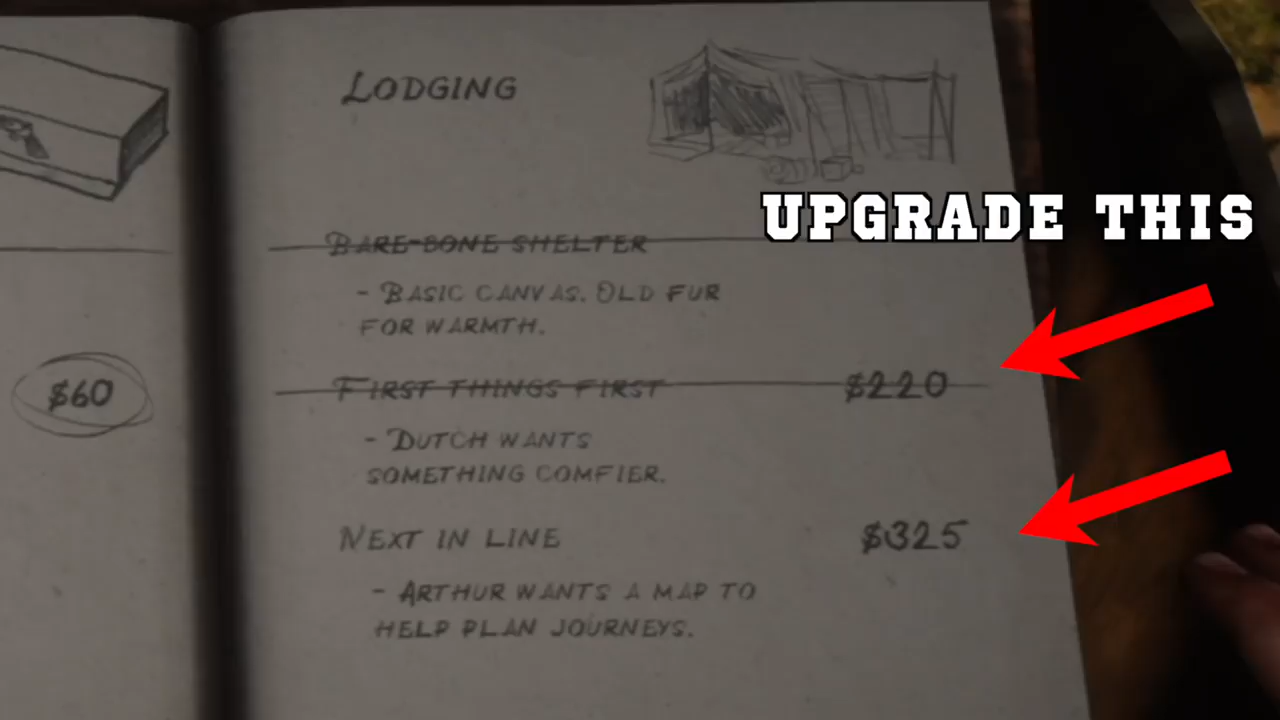 $60
LODGING
UPGRADE THIS
BARE-BONE SHELTER
- BASIC CANVAS. OLD FUR
FOR WARMTH.
FIRST THINGS FIRST $220
- DUTCH WANTS
SOMETHING COMFIER.
NEXT IN LINE $325
- ARTHUR WANTS A MAP TO
HELP PLAN JOURNEYS.